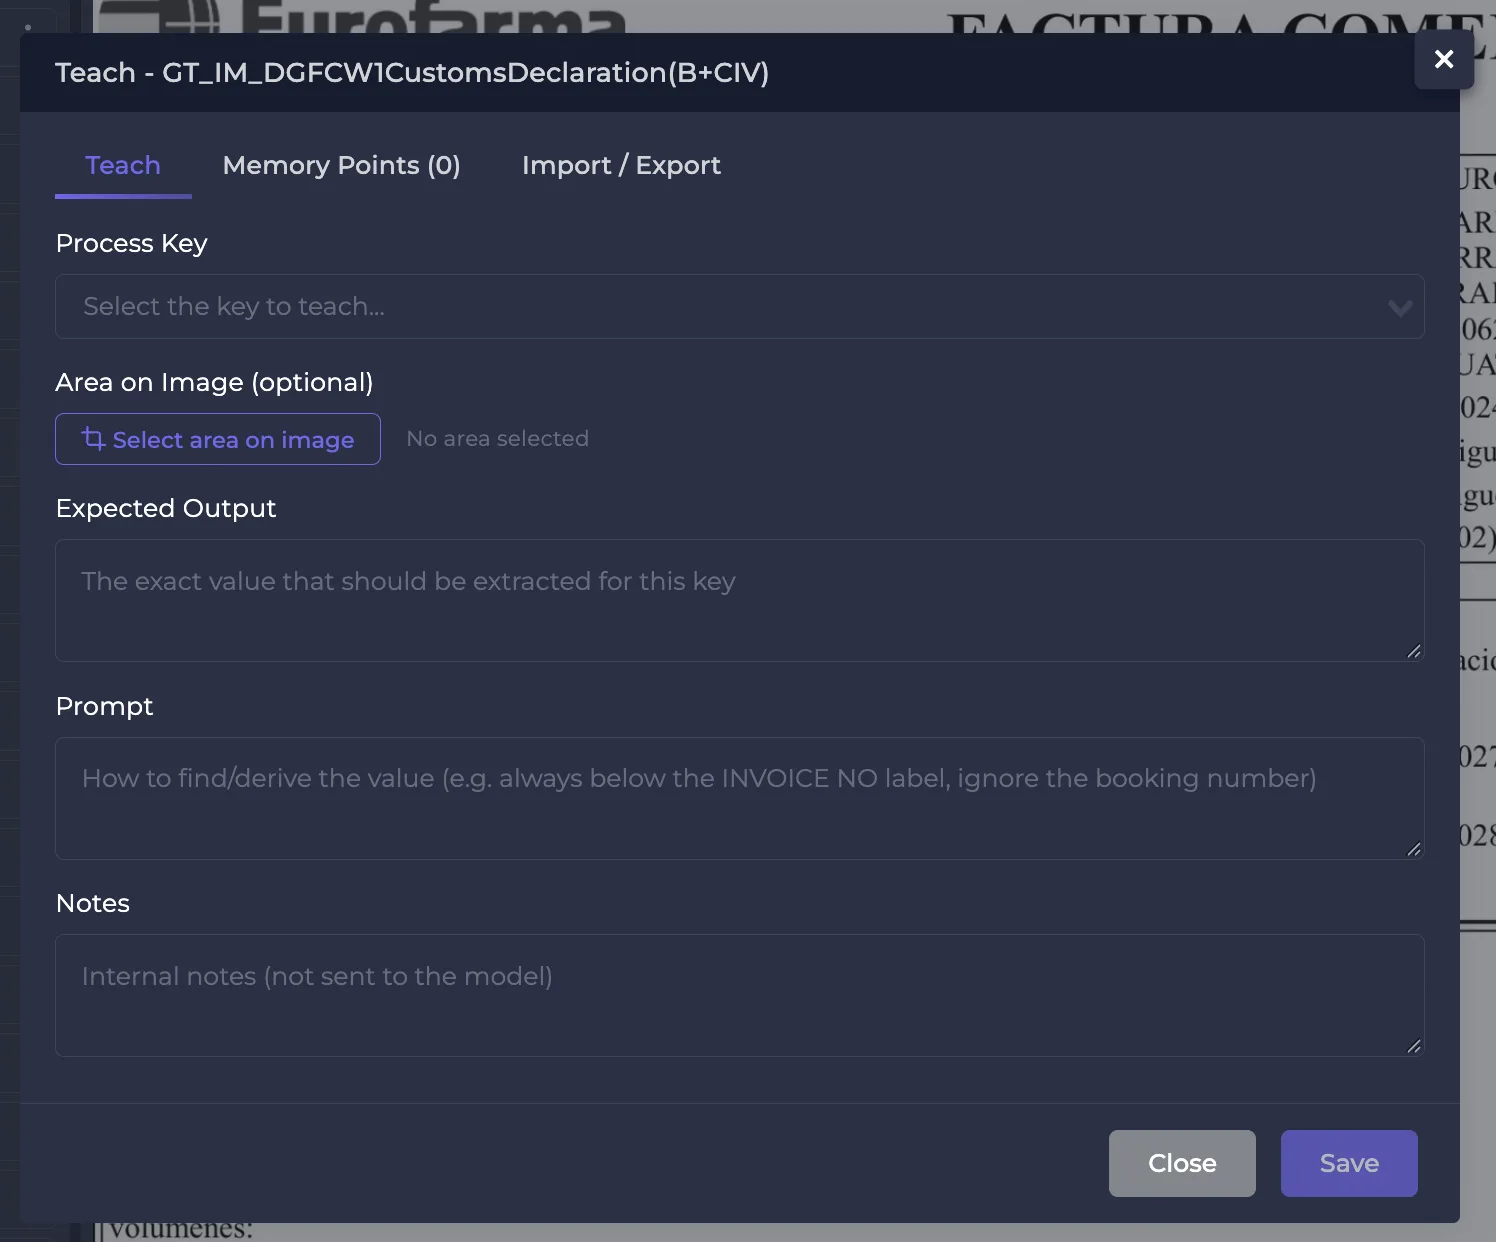 Eurofarma
FACTURA COME
Teach - GT_IM_DGFCW1CustomsDeclaration(B+CIV)
Teach
Memory Points (0)
Import / Export
Process Key
Select the key to teach...
Area on Image (optional)
Select area on image
No area selected
Expected Output
The exact value that should be extracted for this key
Prompt
How to find/derive the value (e.g. always below the INVOICE NO label, ignore the booking number)
Notes
Internal notes (not sent to the model)
Close
Save
volumenes: